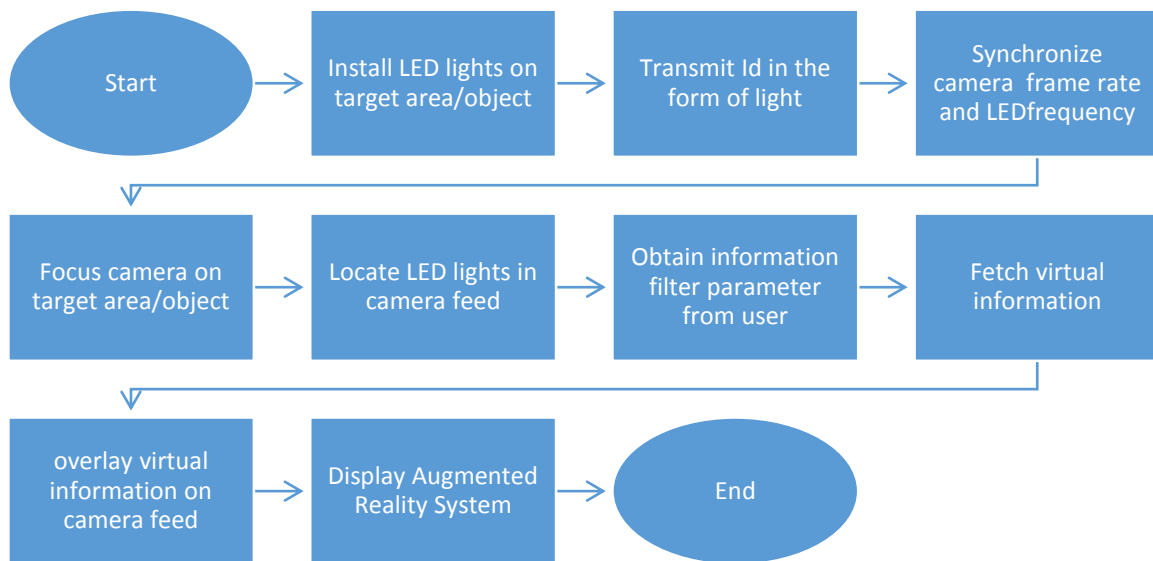 Start
Install LED lights on
target area/object
Transmit Id in the
form of light
Synchronize
camera frame rate
and LEDfrequency
Focus camera on
target area/object
Locate LED lights in
camera feed
Obtain information
filter parameter
from user
Fetch virtual
information
overlay virtual
information on
camera feed
Display Augmented
Reality System
End